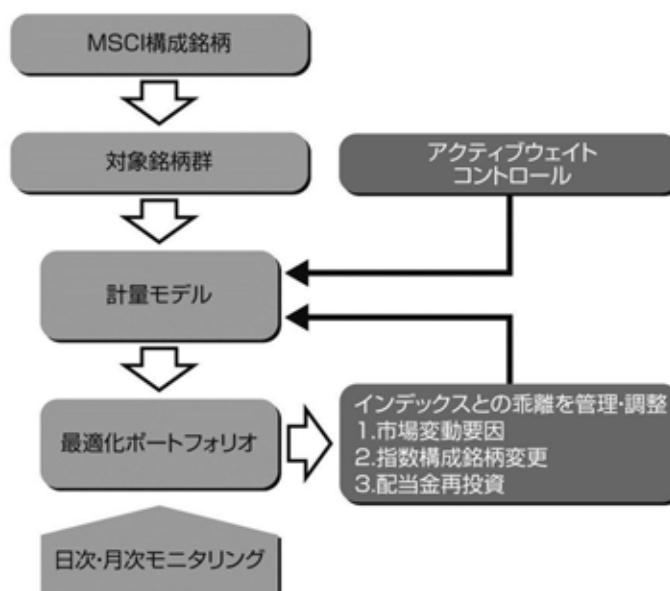 MSCI構成銘柄
対象銘柄群
アクティブウェイト
コントロール
計量モデル
最適化ポートフォリオ
インデックスとの乖離を管理・調整
1.市場変動要因
2.指数構成銘柄変更
3.配当金再投資
日次・月次モニタリング